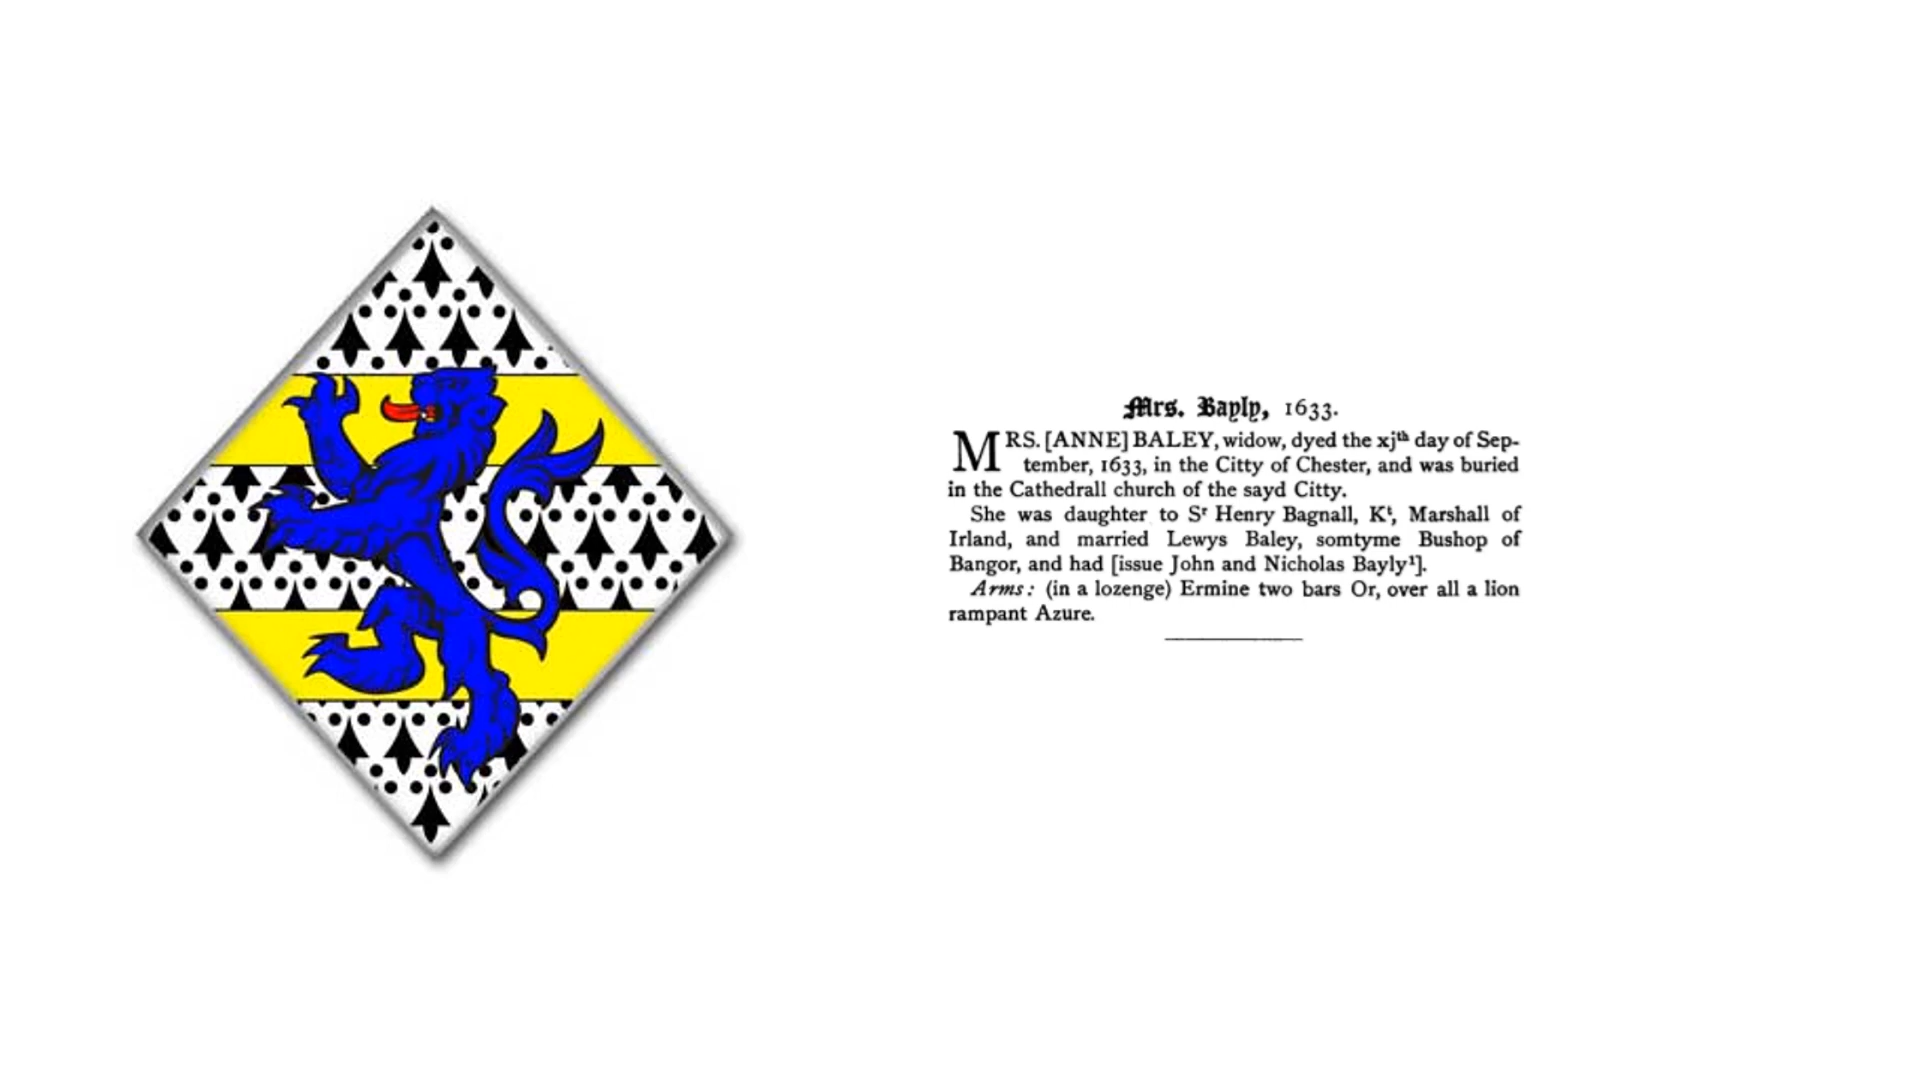 Mrs. Bayly, 1633.
MRS. [ANNE] BALEY, widow, dyed the xjth day of Sep-
tember, 1633, in the Citty of Chester, and was buried
in the Cathedrall church of the sayd Citty.
She was daughter to Sr Henry Bagnall, Kt, Marshall of
Irland, and married Lewys Baley, somtyme Bushop of
Bangor, and had [issue John and Nicholas Bayly1].
Arms: (in a lozenge) Ermine two bars Or, over all a lion
rampant Azure.